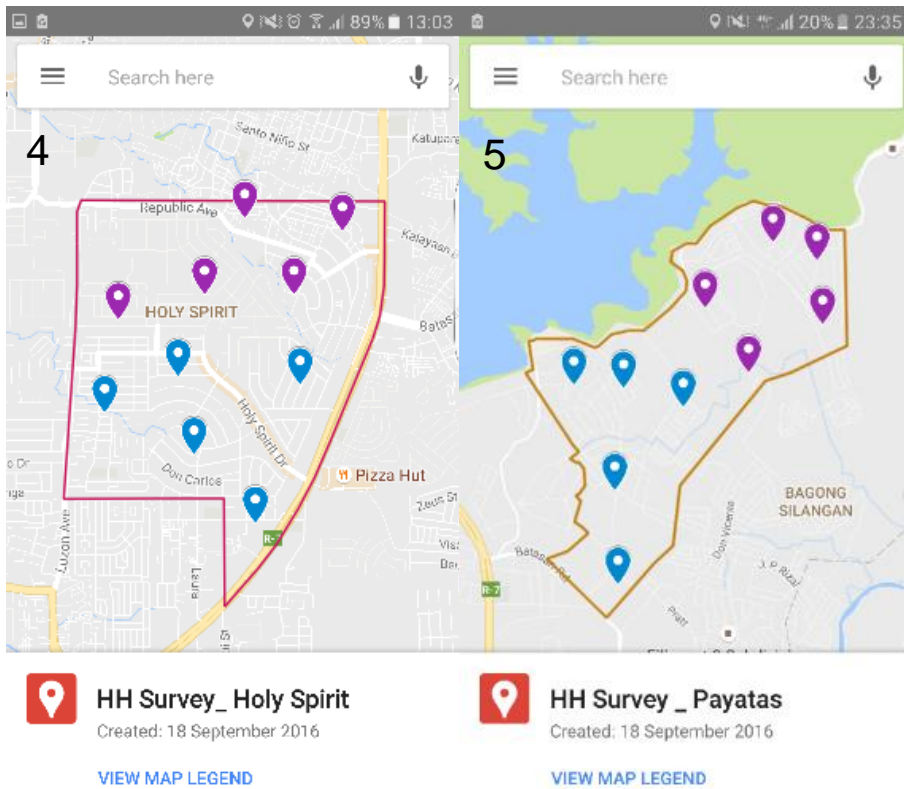 89% 13:03
Search here
4
Santo Niño St
Republic Ave
HOLY SPIRIT
Holy Spirit Dr
Don Carlos
Pizza Hut
Luzon Ave
Laura
HH Survey_ Holy Spirit
Created: 18 September 2016
VIEW MAP LEGEND
20% 23:35
Search here
5
BAGONG
SILANGAN
Don Vicente
J. P. Rizal
Batasan Rd
R-7
Pratt
HH Survey _ Payatas
Created: 18 September 2016
VIEW MAP LEGEND